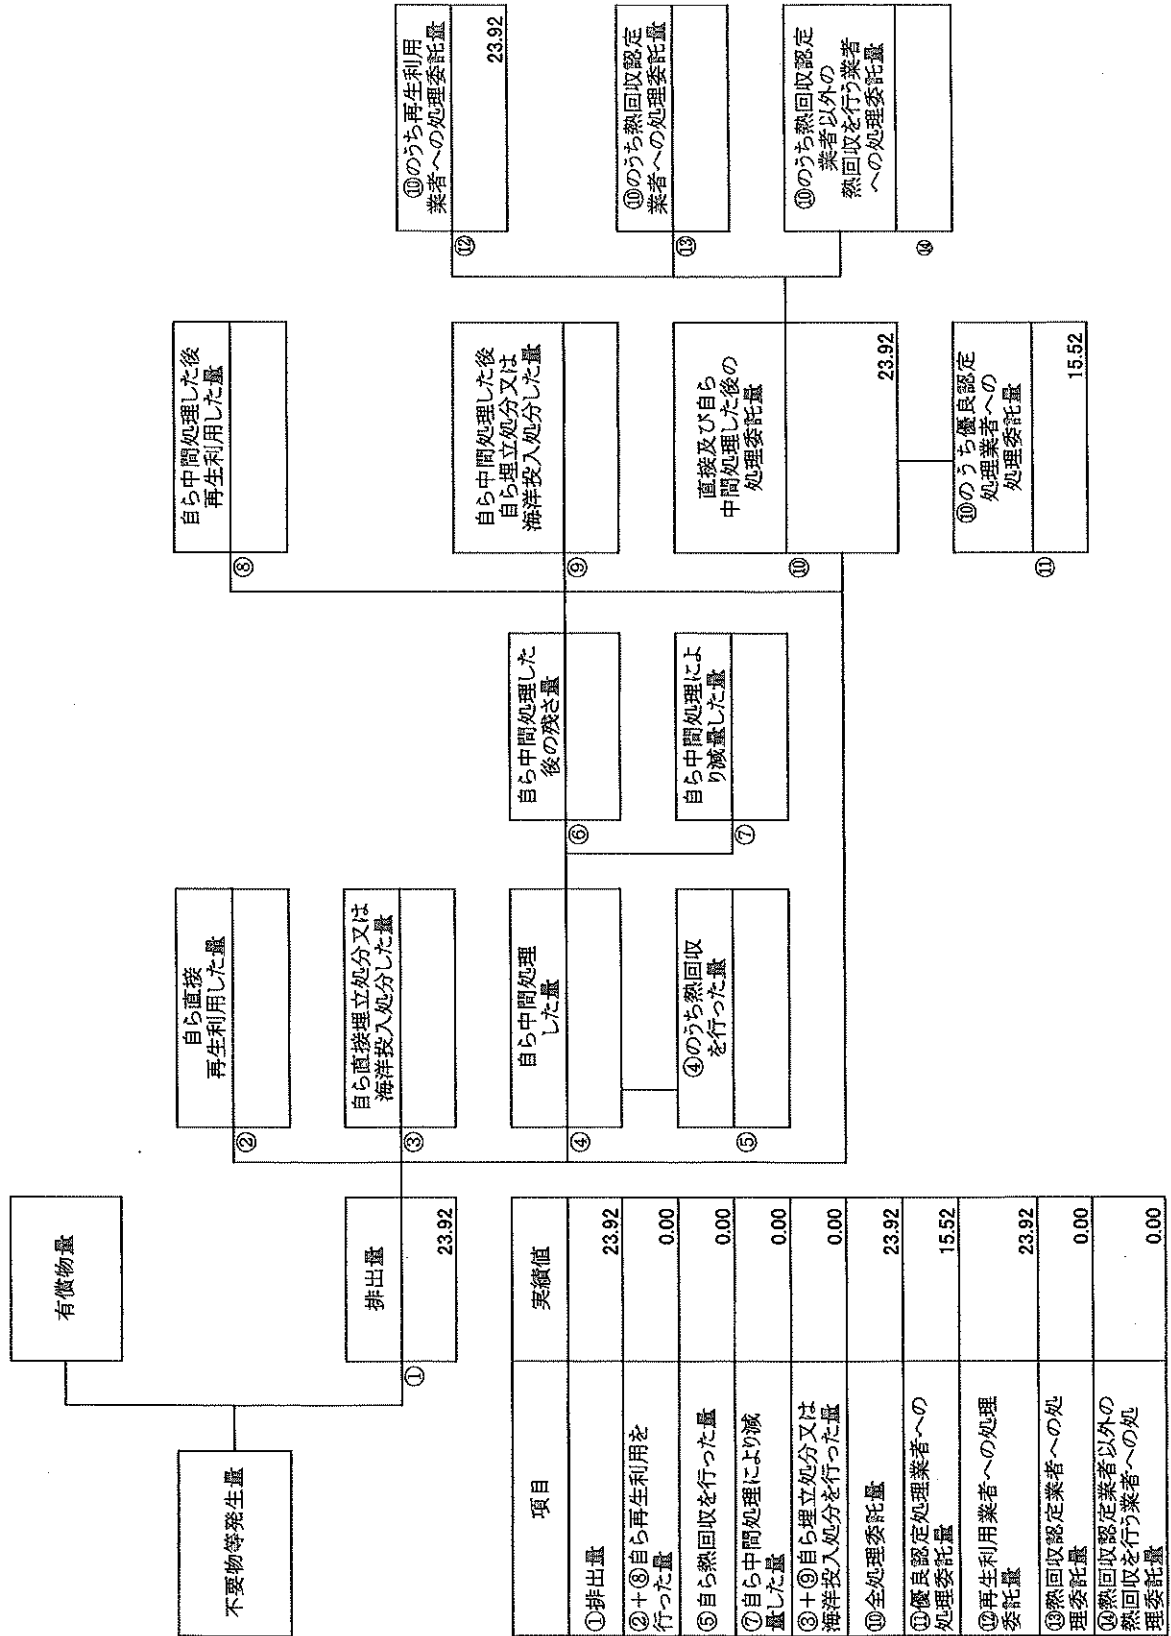 不要物等発生量
有償物量
排出量
①
23.92
自ら直接
再生利用した量
②
自ら直接埋立処分又は
海洋投入処分した量
③
自ら中間処理
した量
④
④のうち熱回収
を行った量
⑤
自ら中間処理した
後の残さ量
⑥
自ら中間処理によ
り減量した量
⑦
自ら中間処理した後
再生利用した量
⑧
自ら中間処理した後
自ら埋立処分又は
海洋投入処分した量
⑨
直接及び自ら
中間処理した後の
処理委託量
⑩
23.92
⑩のうち優良認定
処理業者への
処理委託量
⑪
15.52
⑩のうち再生利用
業者への処理委託量
⑫
23.92
⑩のうち熱回収認定
業者への処理委託量
⑬
⑩のうち熱回収認定
業者以外の
熱回収を行う業者
への処理委託量
⑭
項目
実績値
①排出量
23.92
②+⑧自ら再生利用を
行った量
0.00
⑤自ら熱回収を行った量
0.00
⑦自ら中間処理により減
量した量
0.00
③+⑨自ら埋立処分又は
海洋投入処分を行った量
0.00
⑩全処理委託量
23.92
⑪優良認定処理業者への
処理委託量
15.52
⑫再生利用業者への処理
委託量
23.92
⑬熱回収認定業者への処
理委託量
0.00
⑭熱回収認定業者以外の
熱回収を行う業者への処
理委託量
0.00